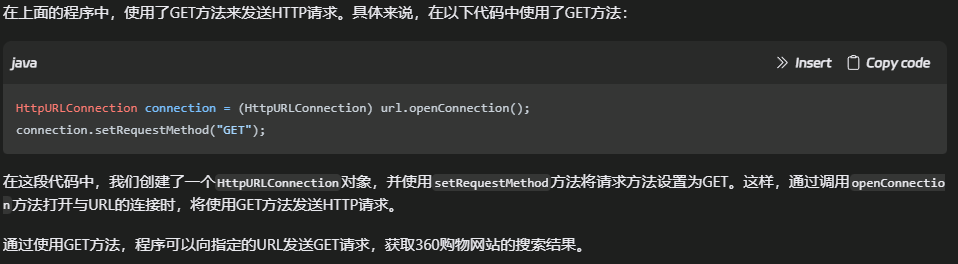 在上面的程序中，使用了GET方法来发送HTTP请求。具体来说，在以下代码中使用了GET方法：
java
Insert
Copy code
HttpURLConnection connection = (HttpURLConnection) url.openConnection();
connection.setRequestMethod("GET");
在这段代码中，我们创建了一个HttpURLConnection对象，并使用setRequestMethod方法将请求方法设置为GET。这样，通过调用openConnectio
n方法打开与URL的连接时，将使用GET方法发送HTTP请求。
通过使用GET方法，程序可以向指定的URL发送GET请求，获取360购物网站的搜索结果。